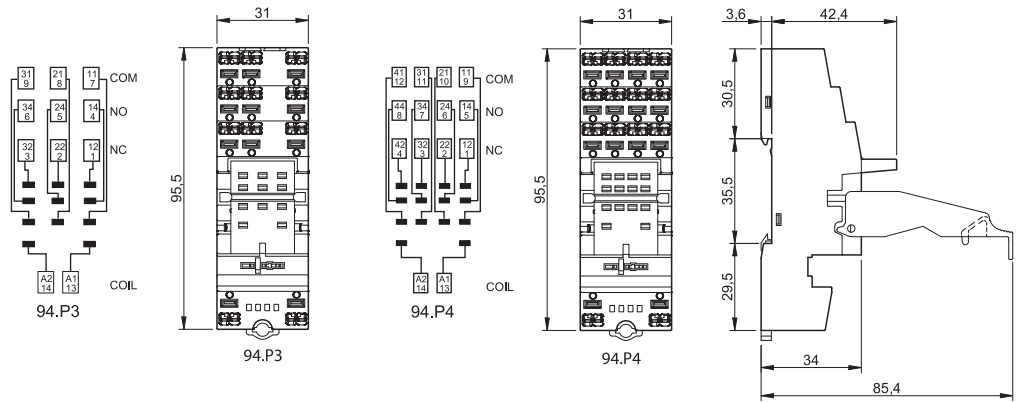 31
31
3,6
42,4
31 21 11
9 8 7
COM
34 24 14
6 5 4
NO
32 22 12
3 2 1
NC
A2 A1
14 13
COIL
94.P3
95,5
94.P3
41 31 21 11
12 11 10 9
COM
44 34 24 14
8 7 6 5
NO
42 32 22 12
4 3 2 1
NC
A2 A1
14 13
COIL
94.P4
95,5
94.P4
30,5
35,5
29,5
34
85,4